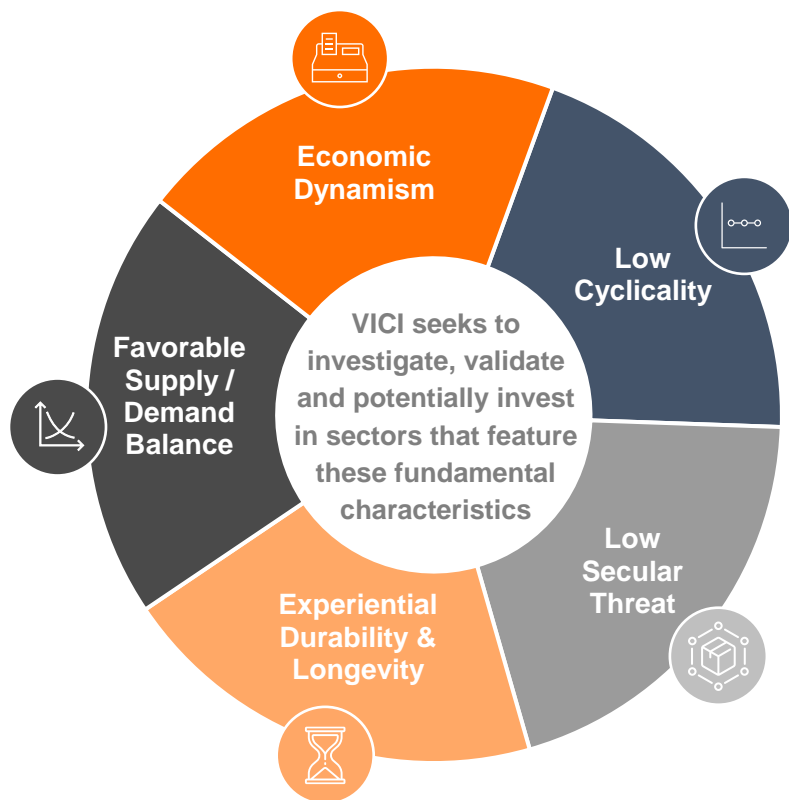 Economic
Dynamism
Low
Cyclicality
Low
Secular
Threat
Experiential
Durability &
Longevity
Favorable
Supply /
Demand
Balance
VICI seeks to
investigate, validate
and potentially invest
in sectors that feature
these fundamental
characteristics